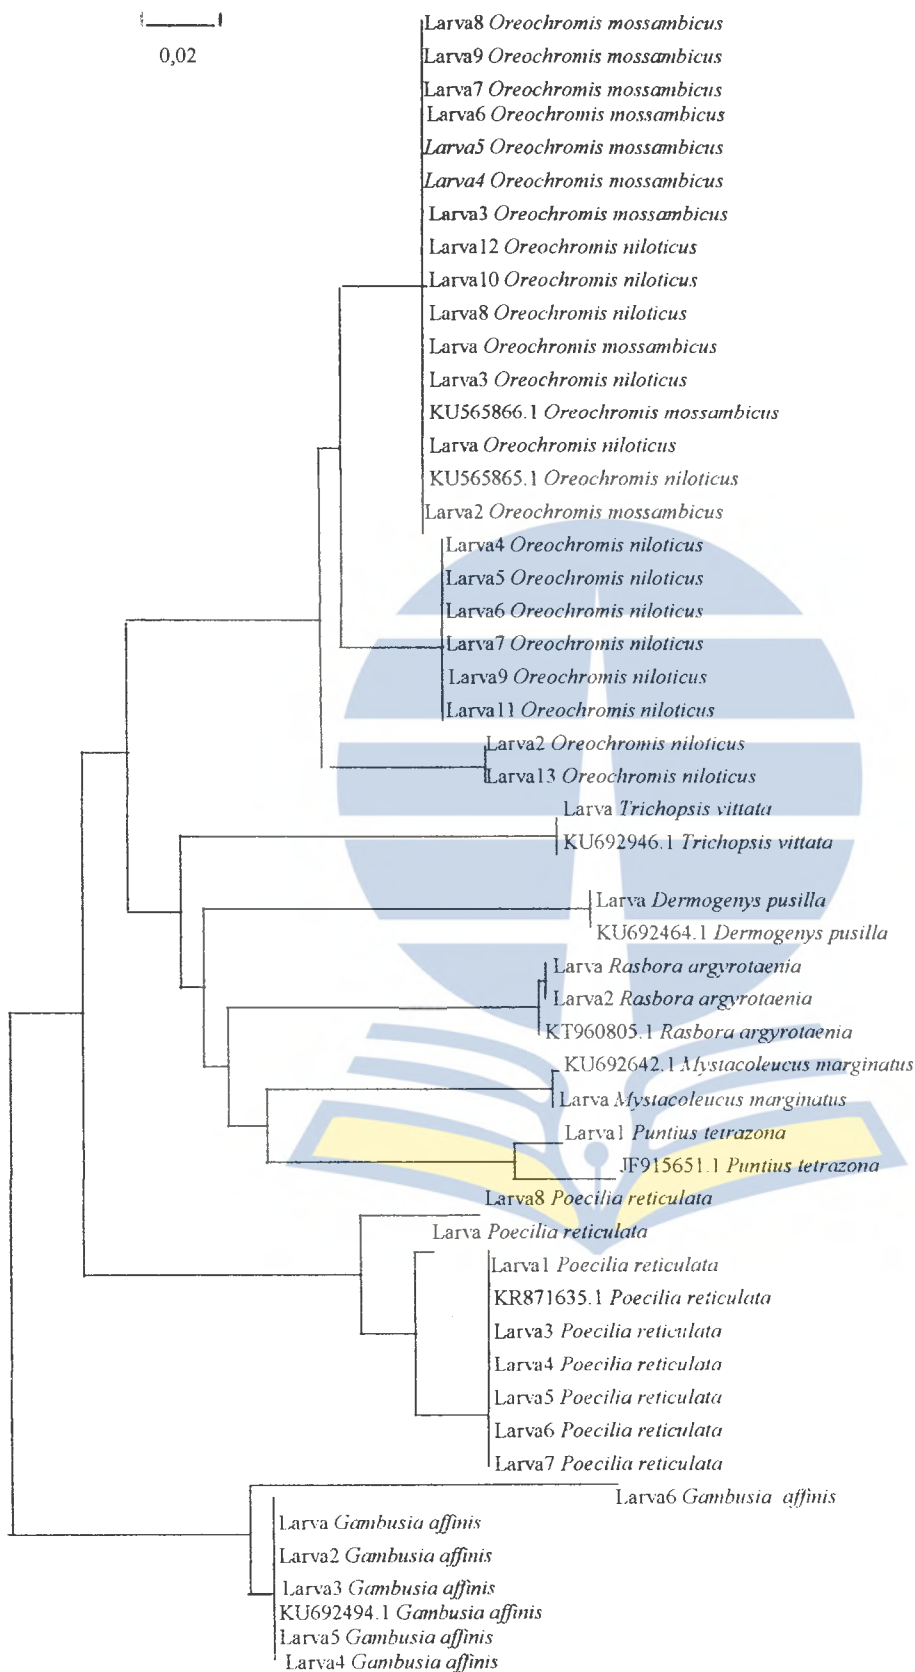 0,02
Larva8 Oreochromis mossambicus
Larva9 Oreochromis mossambicus
Larva7 Oreochromis mossambicus
Larva6 Oreochromis mossambicus
Larva5 Oreochromis mossambicus
Larva4 Oreochromis mossambicus
Larva3 Oreochromis mossambicus
Larva12 Oreochromis niloticus
Larva10 Oreochromis niloticus
Larva8 Oreochromis niloticus
Larva Oreochromis mossambicus
Larva3 Oreochromis niloticus
KU565866.1 Oreochromis mossambicus
Larva Oreochromis niloticus
KU565865.1 Oreochromis niloticus
Larva2 Oreochromis mossambicus
Larva4 Oreochromis niloticus
Larva5 Oreochromis niloticus
Larva6 Oreochromis niloticus
Larva7 Oreochromis niloticus
Larva9 Oreochromis niloticus
Larva11 Oreochromis niloticus
Larva2 Oreochromis niloticus
Larva13 Oreochromis niloticus
Larva Trichopsis vittata
KU692946.1 Trichopsis vittata
Larva Dermogenys pusilla
KU692464.1 Dermogenys pusilla
Larva Rasbora argyrotaenia
Larva2 Rasbora argyrotaenia
KT960805.1 Rasbora argyrotaenia
KU692642.1 Mystacoleucus marginatus
Larva Mystacoleucus marginatus
Larva1 Puntius tetrazona
JF915651.1 Puntius tetrazona
Larva8 Poecilia reticulata
Larva Poecilia reticulata
Larva1 Poecilia reticulata
KR871635.1 Poecilia reticulata
Larva3 Poecilia reticulata
Larva4 Poecilia reticulata
Larva5 Poecilia reticulata
Larva6 Poecilia reticulata
Larva7 Poecilia reticulata
Larva6 Gambusia affinis
Larva Gambusia affinis
Larva2 Gambusia affinis
Larva3 Gambusia affinis
KU692494.1 Gambusia affinis
Larva5 Gambusia affinis
Larva4 Gambusia affinis